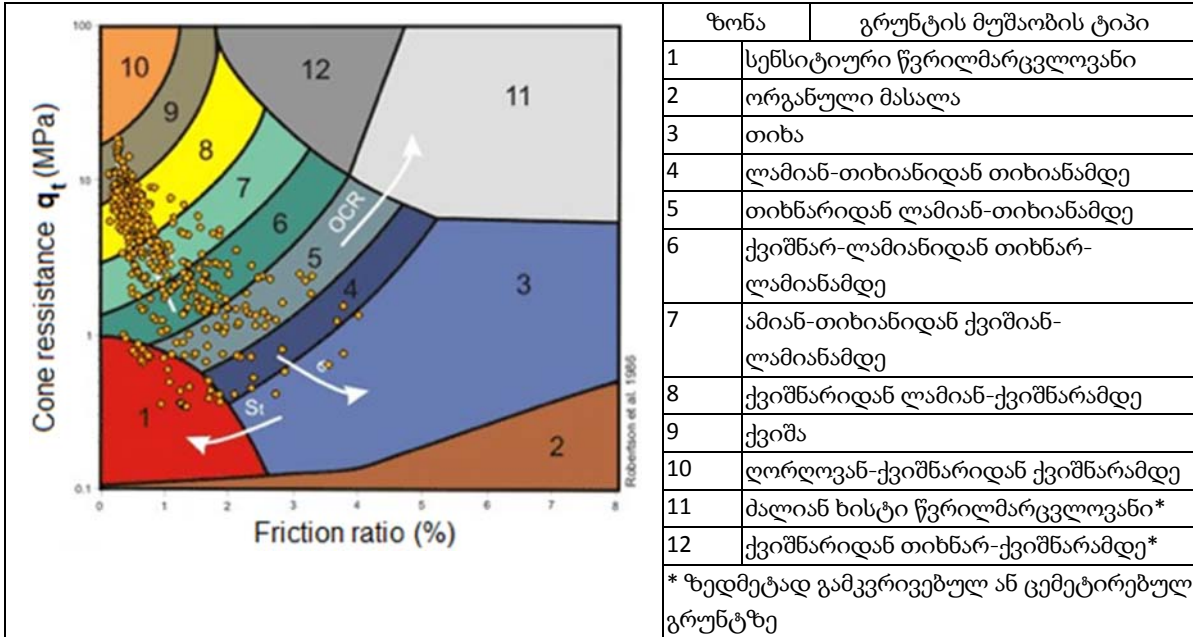 100
10
1
0.1
Cone ressistance qt (MPa)
10
9
8
7
6
5
4
3
2
1
12
11
OCR
e
St
Robertson et al. 1986
0 1 2 3 4 5 6 7 8
Friction ratio (%)
ზონა გრუნტის მუშაობის ტიპი
1 სენსიტიური წვრილმარცვლოვანი
2 ორგანული მასალა
3 თიხა
4 ლამიან-თიხიანიდან თიხიანამდე
5 თიხნარიდან ლამიან-თიხიანამდე
6 ქვიშნარ-ლამიანიდან თიხნარ-
ლამიანამდე
7 ამიან-თიხიანიდან ქვიშიან-
ლამიანამდე
8 ქვიშნარიდან ლამიან-ქვიშნარამდე
9 ქვიშა
10 ღორღოვან-ქვიშნარიდან ქვიშნარამდე
11 ძალიან ხისტი წვრილმარცვლოვანი*
12 ქვიშნარიდან თიხნარ-ქვიშნარამდე*
* ზედმეტად გამკვრივებულ ან ცემეტირებულ
გრუნტზე